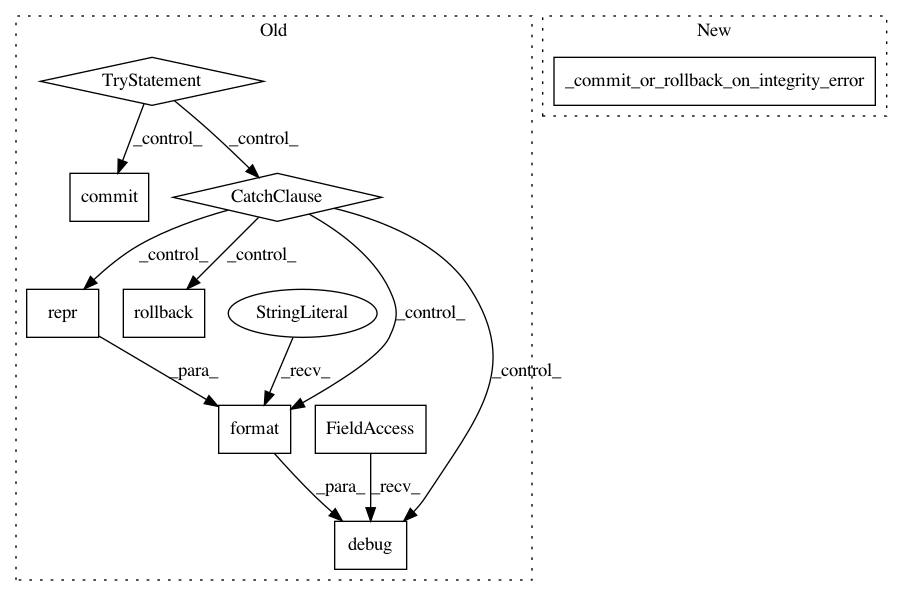 Old
New
TryStatement
_commit_or_rollback_on_integrity_error
_control_
_control_
commit
CatchClause
_control_
_control_
repr
rollback
StringLiteral
_control_
_para_
_recv_
_control_
format
FieldAccess
_para_
_recv_
debug